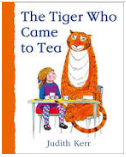 The Tiger Who
Came to Tea
Judith Kerr